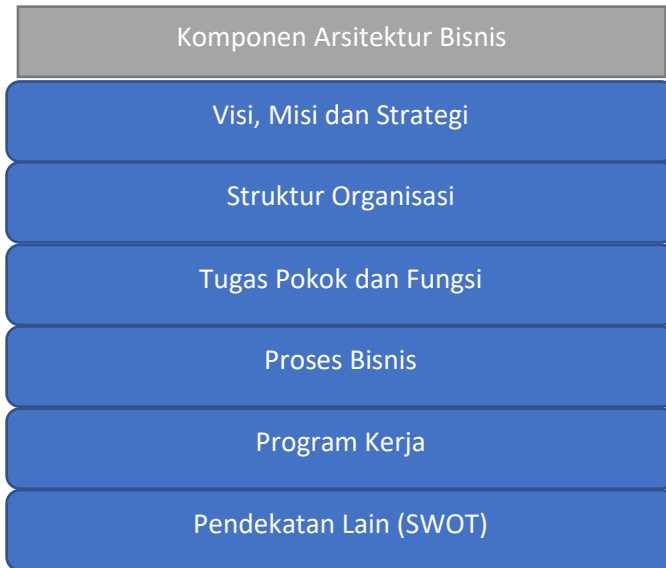 Komponen Arsitektur Bisnis
Visi, Misi dan Strategi
Struktur Organisasi
Tugas Pokok dan Fungsi
Proses Bisnis
Program Kerja
Pendekatan Lain (SWOT)